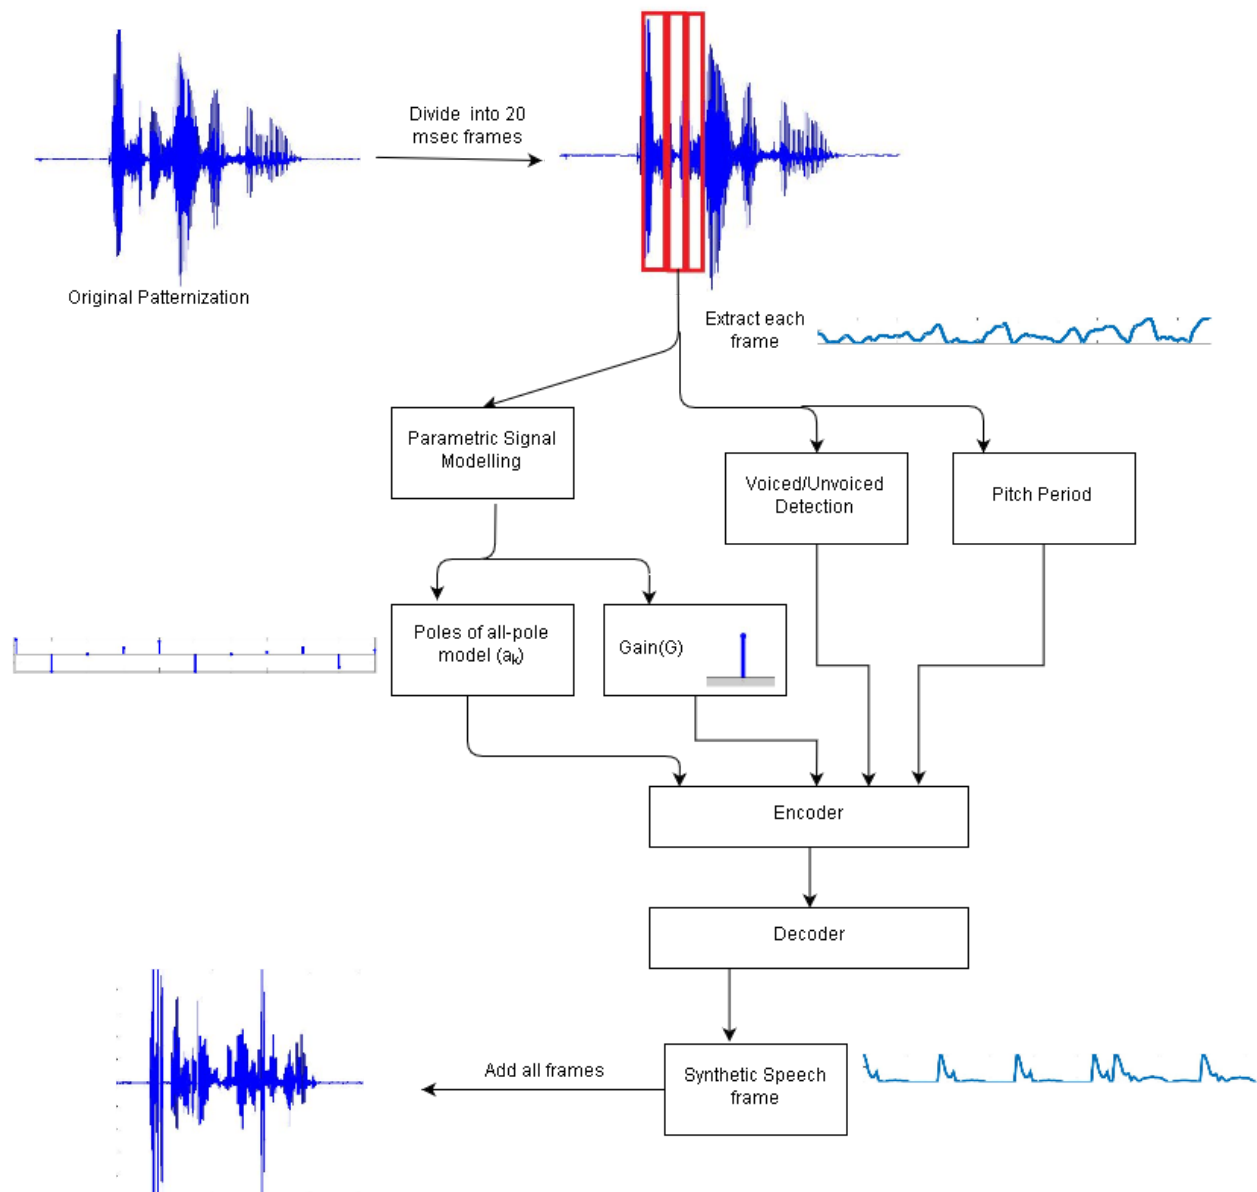 Divide into 20
msec frames
Original Patternization
Extract each
frame
Parametric Signal
Modelling
Voiced/Unvoiced
Detection
Pitch Period
Poles of all-pole
model (aₖ)
Gain(G)
Encoder
Decoder
Synthetic Speech
frame
Add all frames